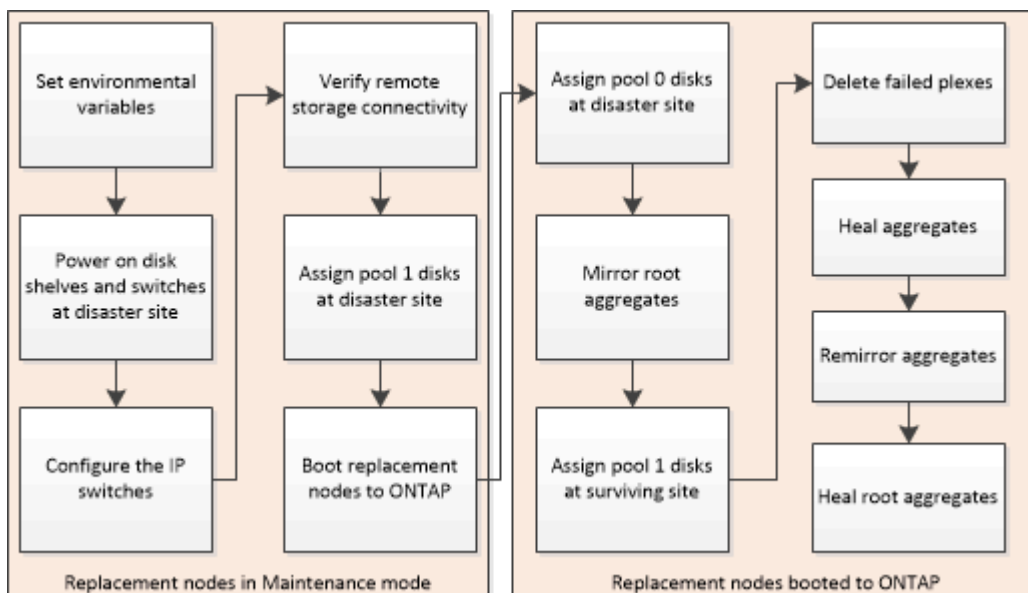 Set environmental
variables
Power on disk
shelves and switches
at disaster site
Configure the IP
switches
Verify remote
storage connectivity
Assign pool 1 disks
at disaster site
Boot replacement
nodes to ONTAP
Replacement nodes in Maintenance mode
Assign pool 0 disks
at disaster site
Mirror root
aggregates
Assign pool 1 disks
at surviving site
Delete failed plexes
Heal aggregates
Remirror aggregates
Heal root aggregates
Replacement nodes booted to ONTAP